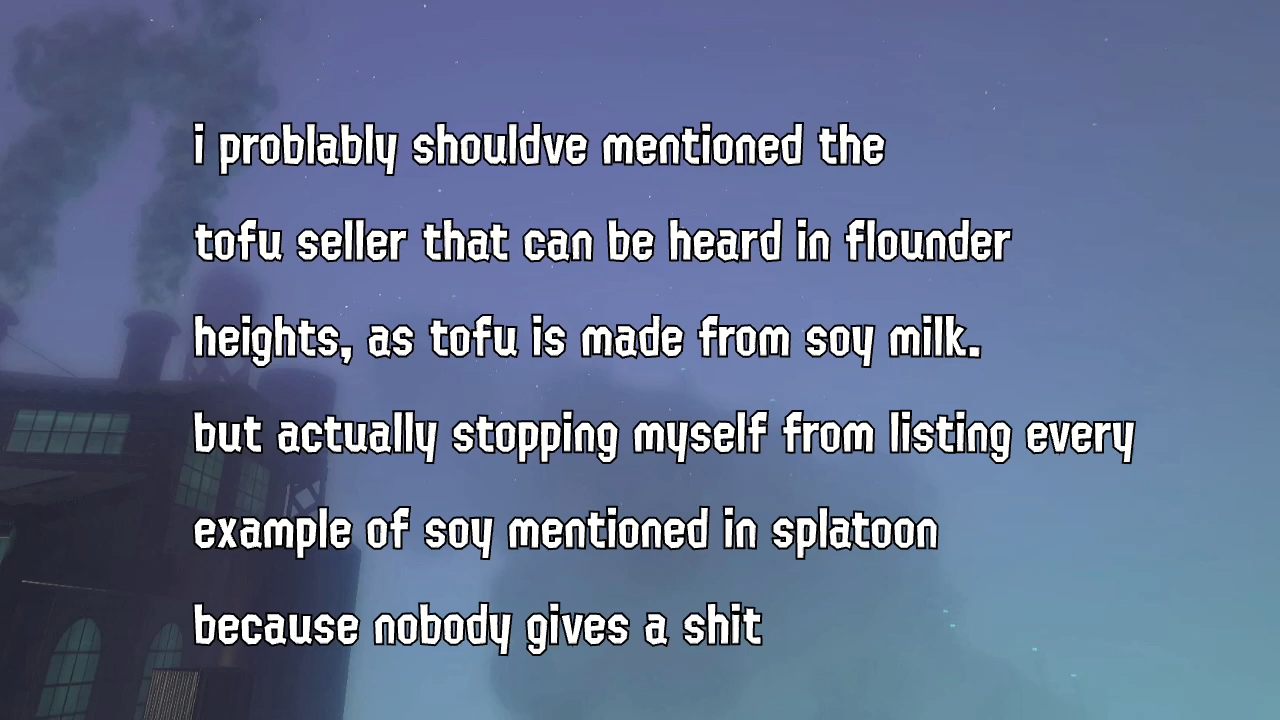 i problably shouldve mentioned the
tofu seller that can be heard in flounder
heights, as tofu is made from soy milk.
but actually stopping myself from listing every
example of soy mentioned in splatoon
because nobody gives a shit